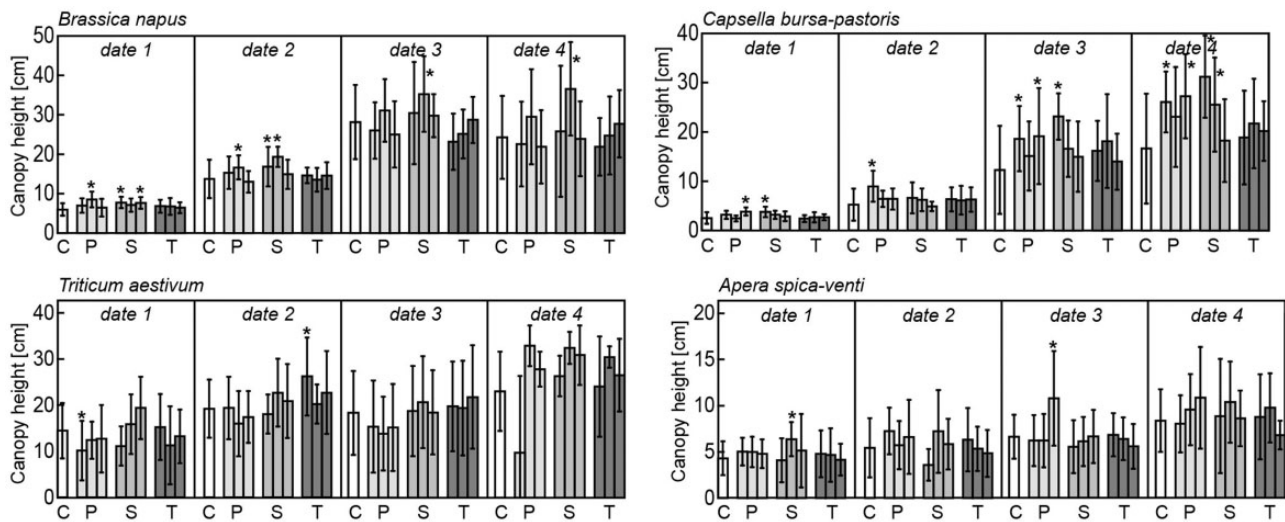 Brassica napus
Canopy height [cm]
50
40
30
20
10
0
date 1
date 2
date 3
date 4
*
*
*
*
**
*
*
C P S T C P S T C P S T C P S T
Capsella bursa-pastoris
Canopy height [cm]
40
30
20
10
0
date 1
date 2
date 3
date 4
*
*
*
*
*
*
*
*
*
*
C P S T C P S T C P S T C P S T
Triticum aestivum
Canopy height [cm]
40
30
20
10
0
date 1
date 2
date 3
date 4
*
*
C P S T C P S T C P S T C P S T
Apera spica-venti
Canopy height [cm]
20
15
10
5
0
date 1
date 2
date 3
date 4
*
*
C P S T C P S T C P S T C P S T